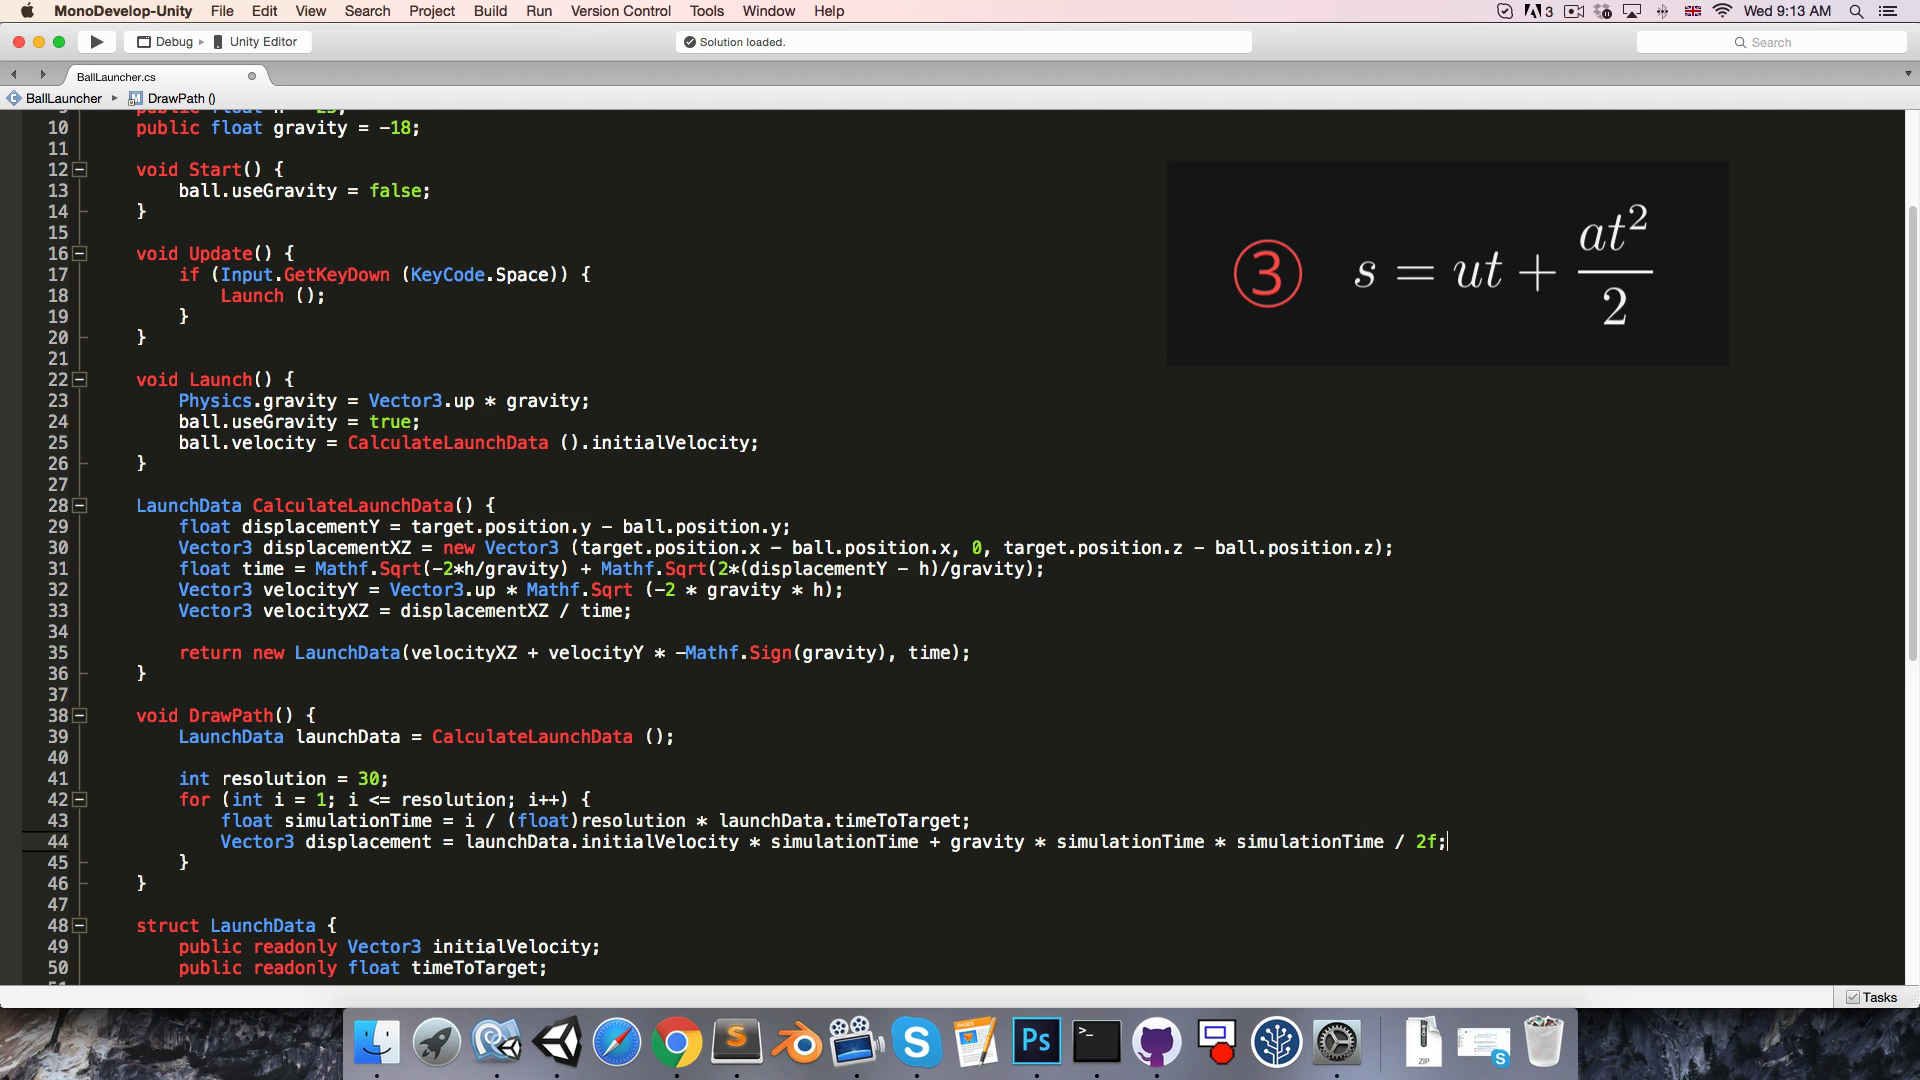 MonoDevelop-Unity File Edit View Search Project Build Run Version Control Tools Window Help 3 Wed 9:13 AM
Debug Unity Editor Solution loaded. Search
BallLauncher.cs
BallLauncher DrawPath ()
10 public float gravity = -18;
11
12 void Start() {
13 ball.useGravity = false;
14 }
15
16 void Update() {
17 if (Input.GetKeyDown (KeyCode.Space)) {
18 Launch ();
19 }
20 }
21
22 void Launch() {
23 Physics.gravity = Vector3.up * gravity;
24 ball.useGravity = true;
25 ball.velocity = CalculateLaunchData ().initialVelocity;
26 }
27
28 LaunchData CalculateLaunchData() {
29 float displacementY = target.position.y - ball.position.y;
30 Vector3 displacementXZ = new Vector3 (target.position.x - ball.position.x, 0, target.position.z - ball.position.z);
31 float time = Mathf.Sqrt(-2*h/gravity) + Mathf.Sqrt(2*(displacementY - h)/gravity);
32 Vector3 velocityY = Vector3.up * Mathf.Sqrt (-2 * gravity * h);
33 Vector3 velocityXZ = displacementXZ / time;
34
35 return new LaunchData(velocityXZ + velocityY * -Mathf.Sign(gravity), time);
36 }
37
38 void DrawPath() {
39 LaunchData launchData = CalculateLaunchData ();
40
41 int resolution = 30;
42 for (int i = 1; i <= resolution; i++) {
43 float simulationTime = i / (float)resolution * launchData.timeToTarget;
44 Vector3 displacement = launchData.initialVelocity * simulationTime + gravity * simulationTime * simulationTime / 2f;
45 }
46 }
47
48 struct LaunchData {
49 public readonly Vector3 initialVelocity;
50 public readonly float timeToTarget;
③ s = ut + at²/2
Tasks
S S Ps >_ ZIP S